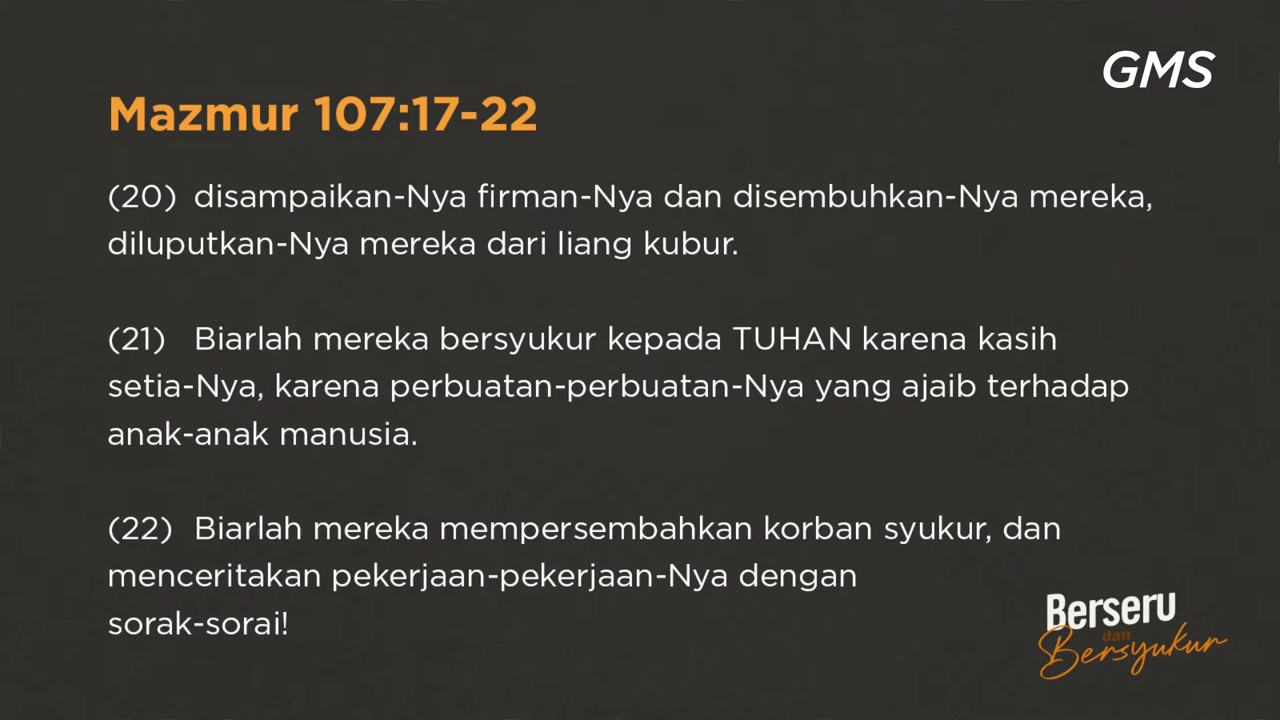 GMS
Mazmur 107:17-22
(20) disampaikan-Nya firman-Nya dan disembuhkan-Nya mereka,
diluputkan-Nya mereka dari liang kubur.
(21) Biarlah mereka bersyukur kepada TUHAN karena kasih
setia-Nya, karena perbuatan-perbuatan-Nya yang ajaib terhadap
anak-anak manusia.
(22) Biarlah mereka mempersembahkan korban syukur, dan
menceritakan pekerjaan-pekerjaan-Nya dengan
sorak-sorai!
Berseru
dan
Bersyukur